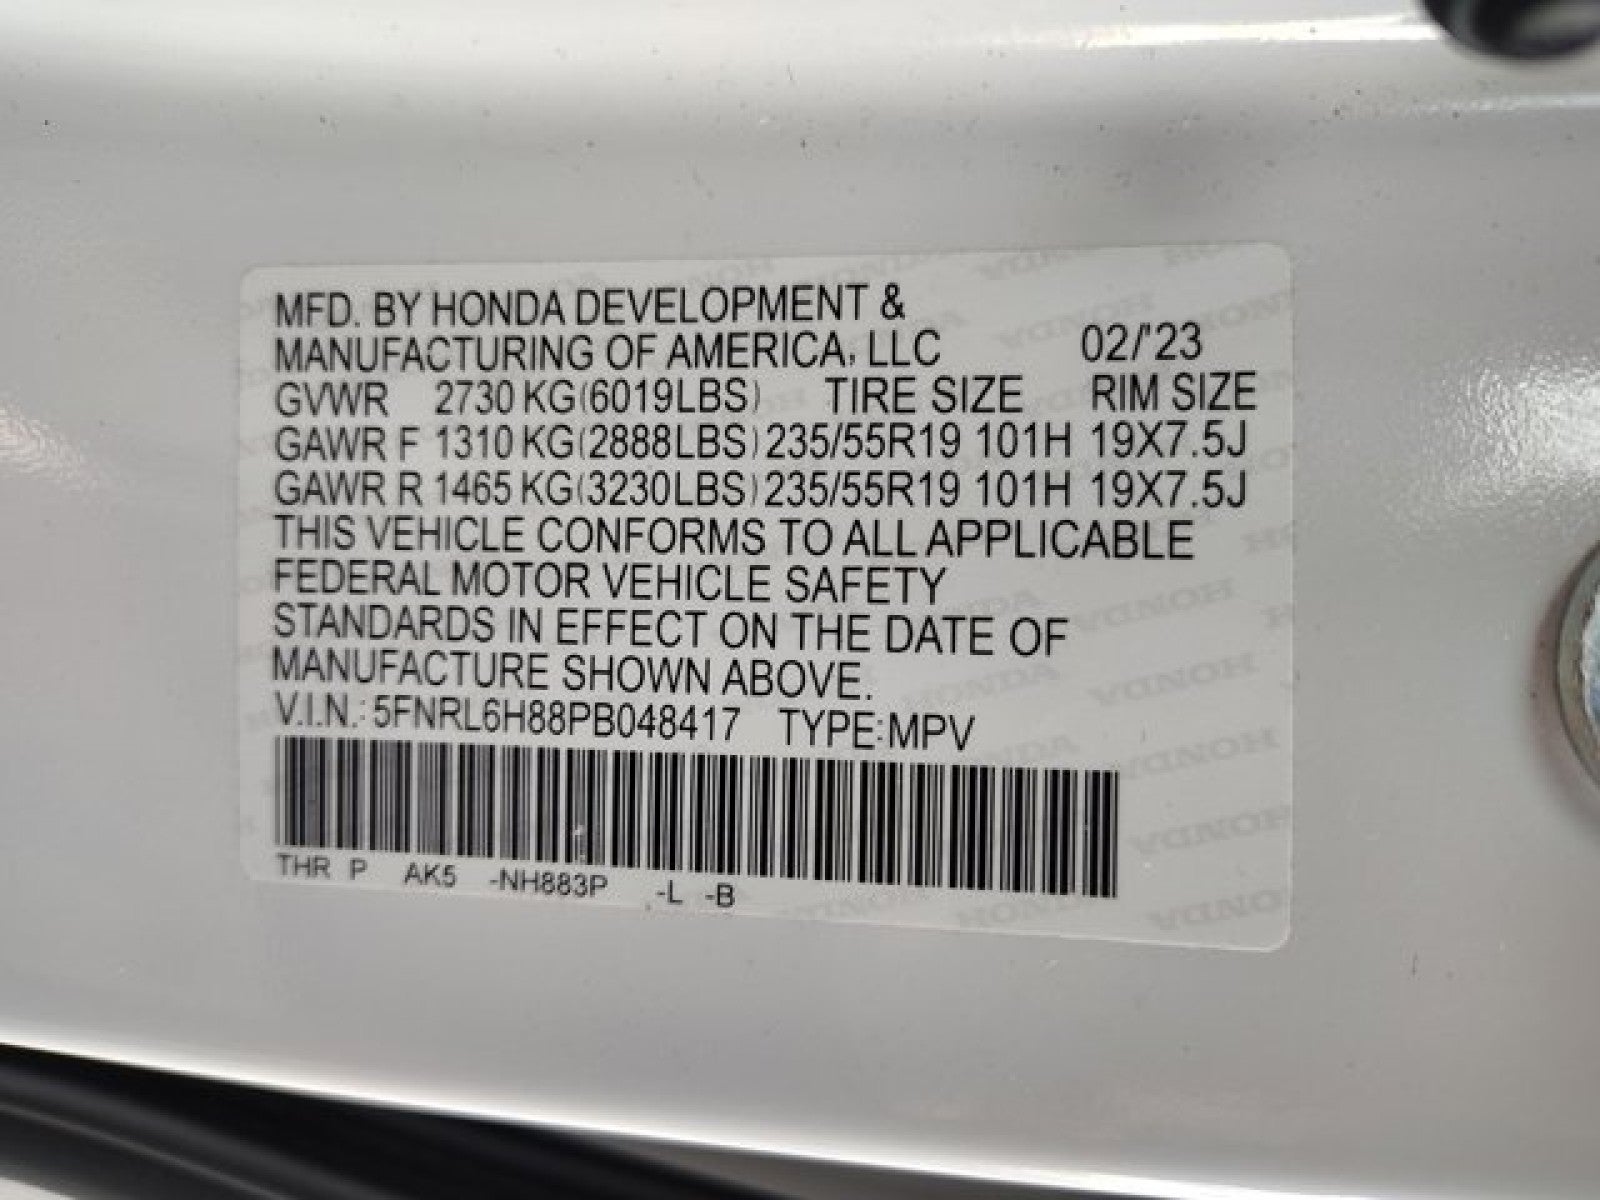 MFD. BY HONDA DEVELOPMENT &
MANUFACTURING OF AMERICA, LLC 02/'23
GVWR 2730 KG(6019LBS) TIRE SIZE RIM SIZE
GAWR F 1310 KG(2888LBS) 235/55R19 101H 19X7.5J
GAWR R 1465 KG(3230LBS) 235/55R19 101H 19X7.5J
THIS VEHICLE CONFORMS TO ALL APPLICABLE
FEDERAL MOTOR VEHICLE SAFETY
STANDARDS IN EFFECT ON THE DATE OF
MANUFACTURE SHOWN ABOVE.
V.I.N.: 5FNRL6H88PB048417 TYPE:MPV
THR P AK5 -NH883P -L -B